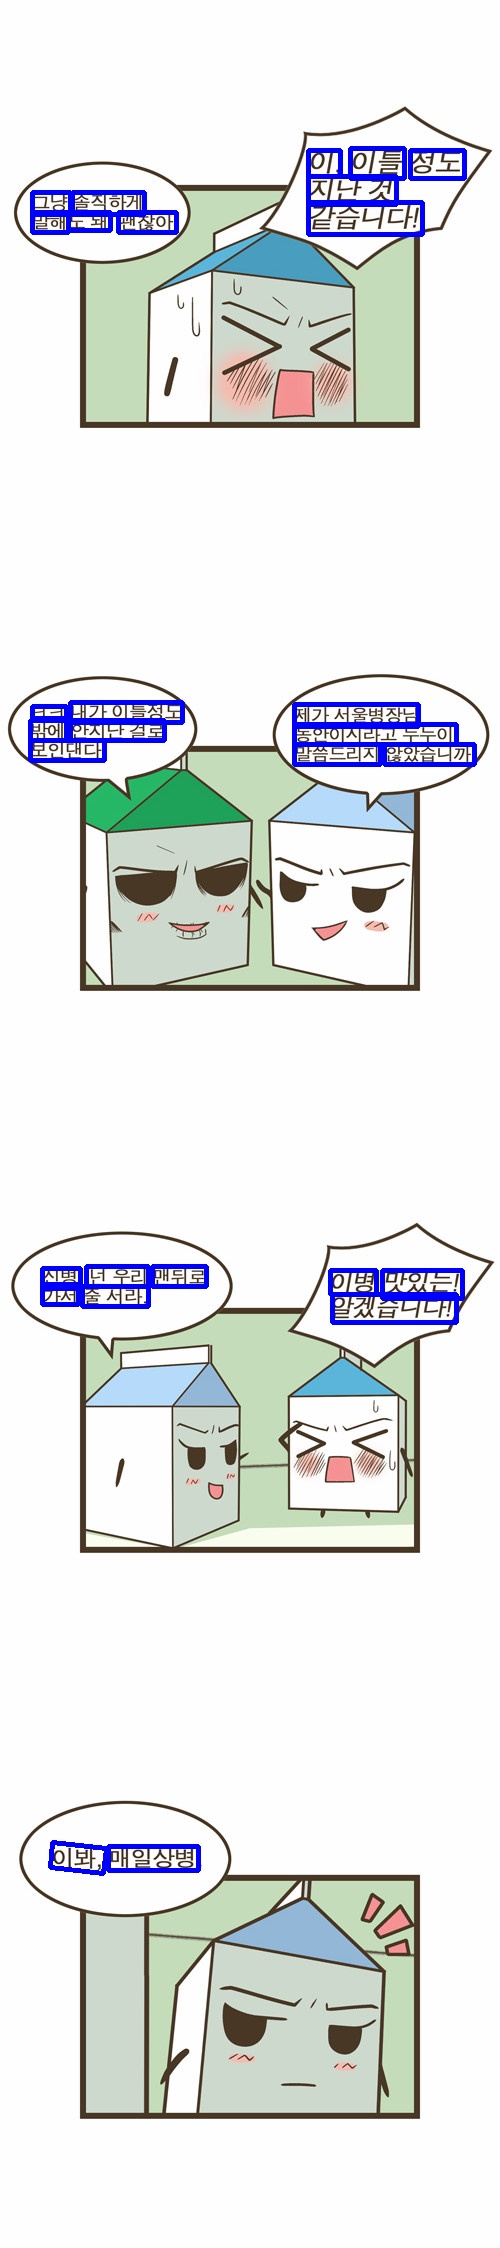 그냥 솔직하게
말해도 돼 괜찮아
이, 이틀 정도
지난 것
같습니다!
내가 이틀정도
밖에 안지난 걸로
보인댄다
제가 서울병장님
동안이시라고 누누이
말씀드리지 않았습니까
신병 넌 우리 맨뒤로
가서 줄 서라.
이병 맛있는!
알겠습니다!
이봐, 매일상병